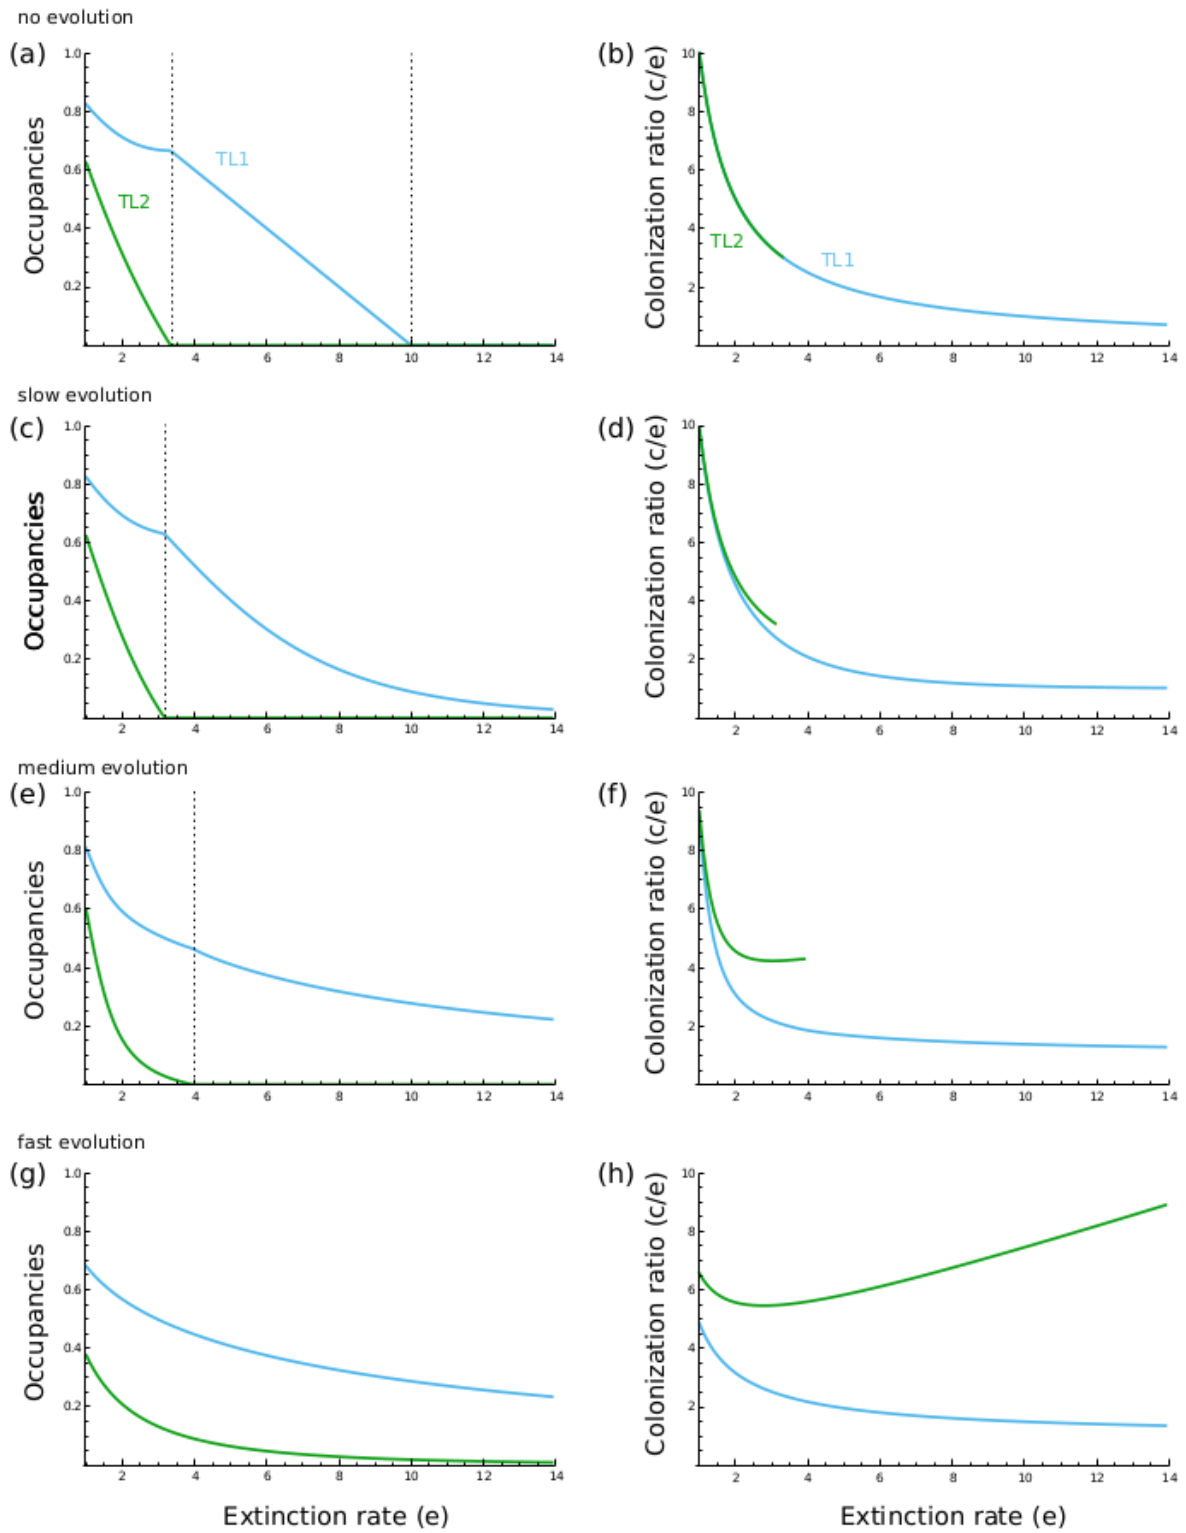 no evolution
(a)
Occupancies
1.0
0.8
0.6
0.4
0.2
TL1
TL2
2 4 6 8 10 12 14
(b)
Colonization ratio (c/e)
10
8
6
4
2
TL2
TL1
2 4 6 8 10 12 14
slow evolution
(c)
Occupancies
1.0
0.8
0.6
0.4
0.2
2 4 6 8 10 12 14
(d)
Colonization ratio (c/e)
10
8
6
4
2
2 4 6 8 10 12 14
medium evolution
(e)
Occupancies
1.0
0.8
0.6
0.4
0.2
2 4 6 8 10 12 14
(f)
Colonization ratio (c/e)
10
8
6
4
2
2 4 6 8 10 12 14
fast evolution
(g)
Occupancies
1.0
0.8
0.6
0.4
0.2
2 4 6 8 10 12 14
Extinction rate (e)
(h)
Colonization ratio (c/e)
10
8
6
4
2
2 4 6 8 10 12 14
Extinction rate (e)